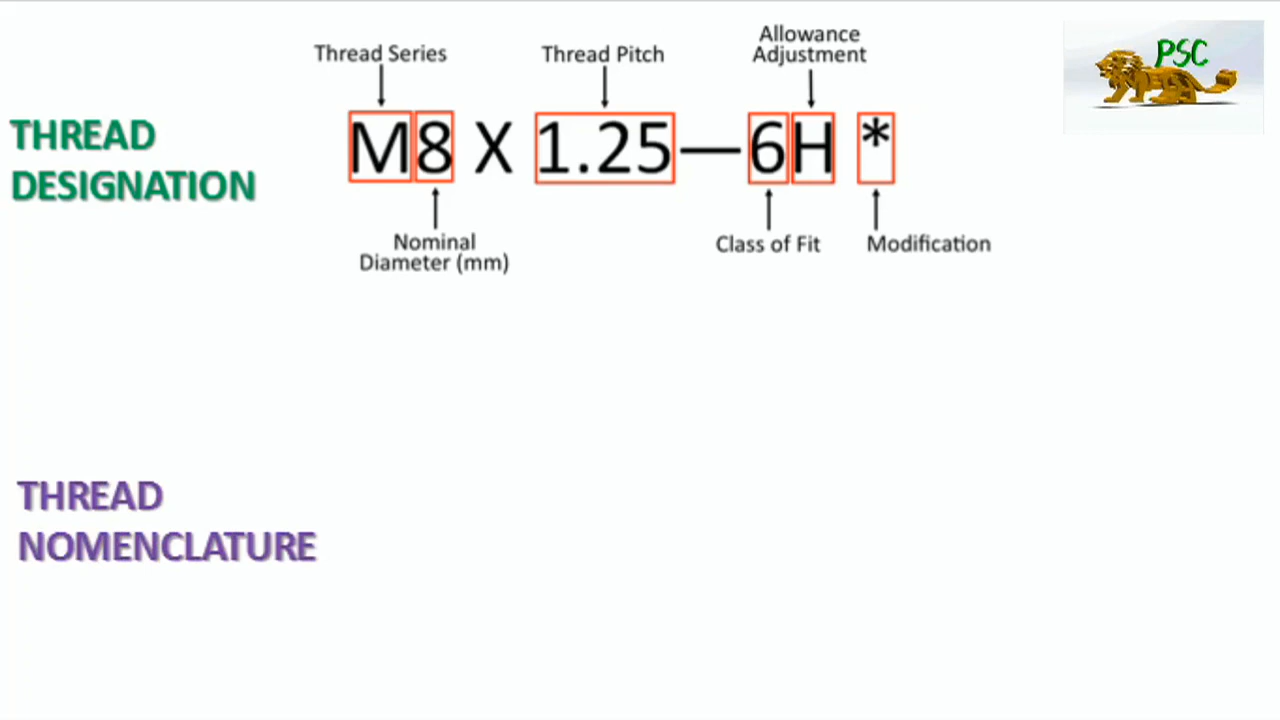 Thread Series
Thread Pitch
Allowance
Adjustment
PSC
THREAD
DESIGNATION
M8 X 1.25—6H *
Nominal
Diameter (mm)
Class of Fit
Modification
THREAD
NOMENCLATURE